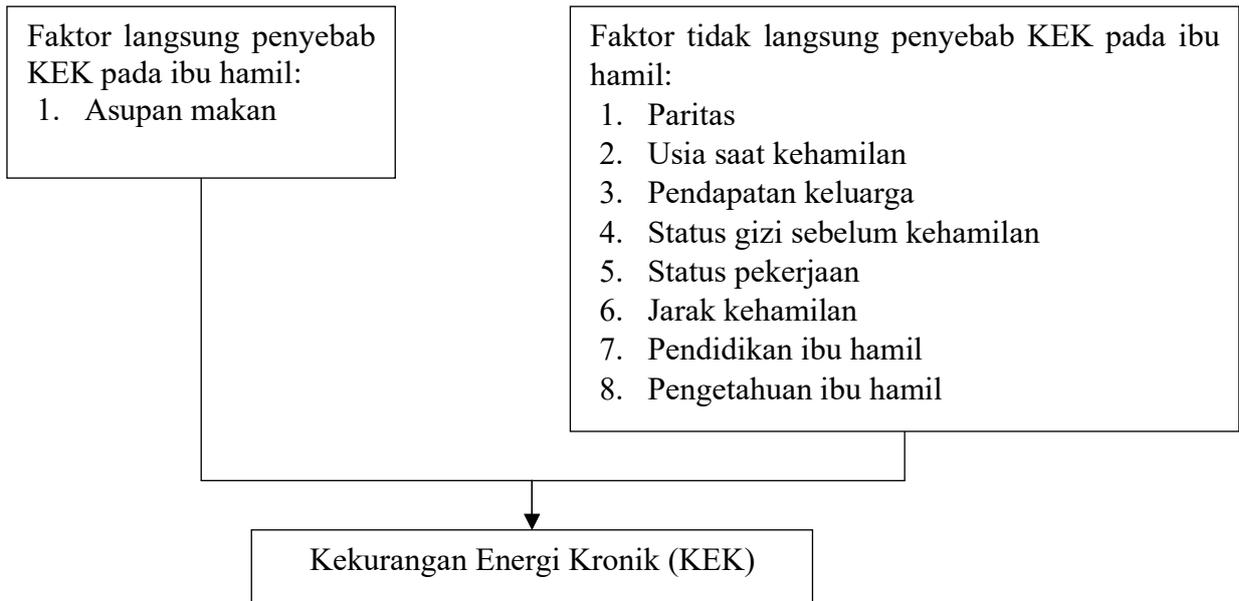 Faktor langsung penyebab
KEK pada ibu hamil:
1. Asupan makan
Faktor tidak langsung penyebab KEK pada ibu
hamil:
1. Paritas
2. Usia saat kehamilan
3. Pendapatan keluarga
4. Status gizi sebelum kehamilan
5. Status pekerjaan
6. Jarak kehamilan
7. Pendidikan ibu hamil
8. Pengetahuan ibu hamil
Kekurangan Energi Kronik (KEK)